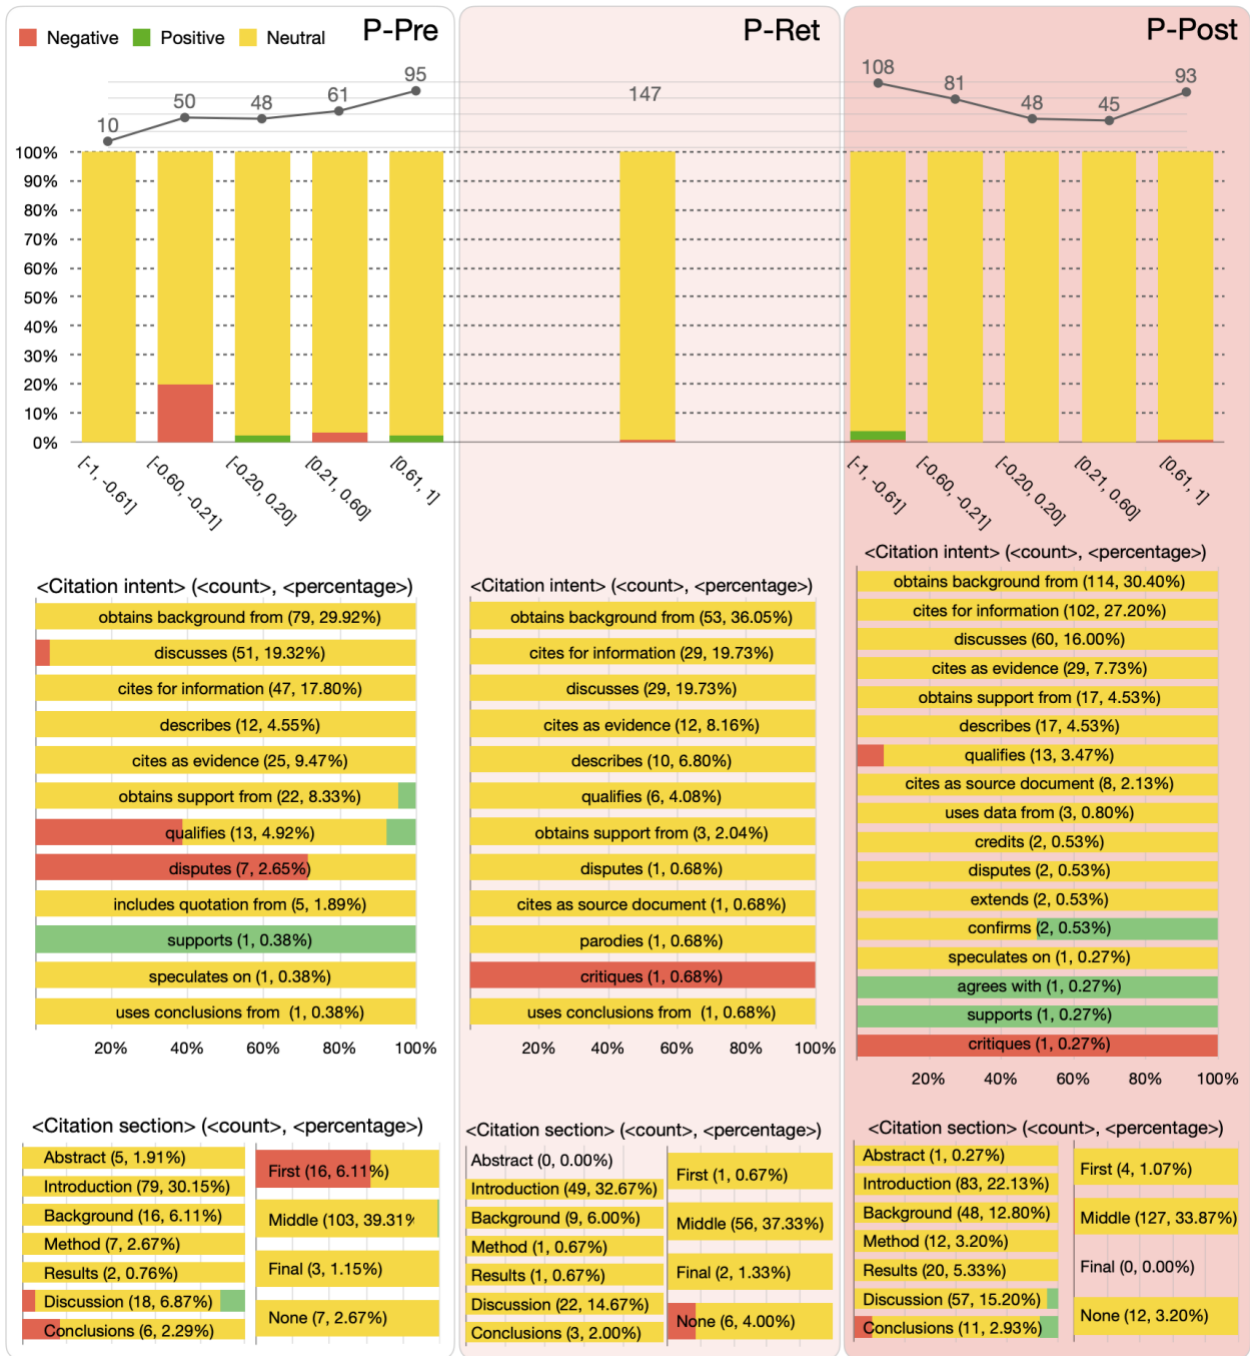 Negative Positive Neutral P-Pre
P-Ret
P-Post
10 50 48 61 95
147
108 81 48 45 93
100%
90%
80%
70%
60%
50%
40%
30%
20%
10%
0%
[-1, -0.61] [-0.60, -0.21] [-0.20, 0.20] [0.21, 0.60] [0.61, 1]
[-1, -0.61] [-0.60, -0.21] [-0.20, 0.20] [0.21, 0.60] [0.61, 1]
<Citation intent> (<count>, <percentage>)
obtains background from (79, 29.92%)
discusses (51, 19.32%)
cites for information (47, 17.80%)
describes (12, 4.55%)
cites as evidence (25, 9.47%)
obtains support from (22, 8.33%)
qualifies (13, 4.92%)
disputes (7, 2.65%)
includes quotation from (5, 1.89%)
supports (1, 0.38%)
speculates on (1, 0.38%)
uses conclusions from (1, 0.38%)
20% 40% 60% 80% 100%
<Citation intent> (<count>, <percentage>)
obtains background from (53, 36.05%)
cites for information (29, 19.73%)
discusses (29, 19.73%)
cites as evidence (12, 8.16%)
describes (10, 6.80%)
qualifies (6, 4.08%)
obtains support from (3, 2.04%)
disputes (1, 0.68%)
cites as source document (1, 0.68%)
parodies (1, 0.68%)
critiques (1, 0.68%)
uses conclusions from (1, 0.68%)
20% 40% 60% 80% 100%
<Citation intent> (<count>, <percentage>)
obtains background from (114, 30.40%)
cites for information (102, 27.20%)
discusses (60, 16.00%)
cites as evidence (29, 7.73%)
obtains support from (17, 4.53%)
describes (17, 4.53%)
qualifies (13, 3.47%)
cites as source document (8, 2.13%)
uses data from (3, 0.80%)
credits (2, 0.53%)
disputes (2, 0.53%)
extends (2, 0.53%)
confirms (2, 0.53%)
speculates on (1, 0.27%)
agrees with (1, 0.27%)
supports (1, 0.27%)
critiques (1, 0.27%)
20% 40% 60% 80% 100%
<Citation section> (<count>, <percentage>)
Abstract (5, 1.91%)
Introduction (79, 30.15%)
Background (16, 6.11%)
Method (7, 2.67%)
Results (2, 0.76%)
Discussion (18, 6.87%)
Conclusions (6, 2.29%)
First (16, 6.11%)
Middle (103, 39.31%
Final (3, 1.15%)
None (7, 2.67%)
<Citation section> (<count>, <percentage>)
Abstract (0, 0.00%)
Introduction (49, 32.67%)
Background (9, 6.00%)
Method (1, 0.67%)
Results (1, 0.67%)
Discussion (22, 14.67%)
Conclusions (3, 2.00%)
First (1, 0.67%)
Middle (56, 37.33%)
Final (2, 1.33%)
None (6, 4.00%)
<Citation section> (<count>, <percentage>)
Abstract (1, 0.27%)
Introduction (83, 22.13%)
Background (48, 12.80%)
Method (12, 3.20%)
Results (20, 5.33%)
Discussion (57, 15.20%)
Conclusions (11, 2.93%)
First (4, 1.07%)
Middle (127, 33.87%)
Final (0, 0.00%)
None (12, 3.20%)